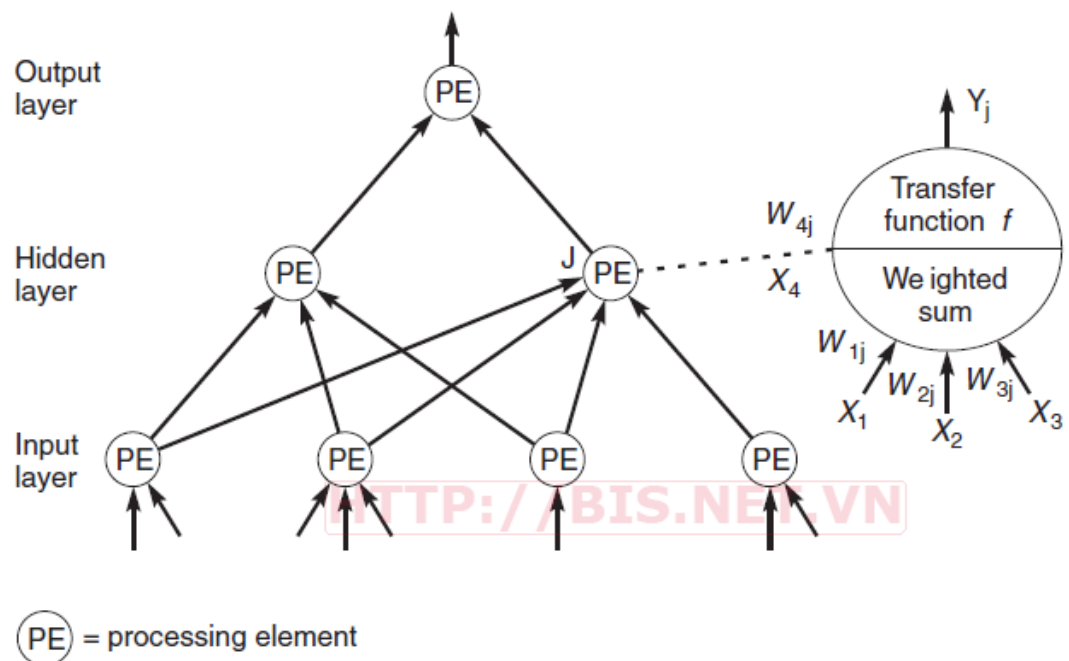 Output
layer
PE
Y
j
Transfer
function f
W4j
Hidden
layer
PE
J
PE
X4
We ighted
sum
W1j
W2j
W3j
X1
X2
X3
Input
layer
PE
PE
PE
PE
HTTP://BIS.NET.VN
PE = processing element